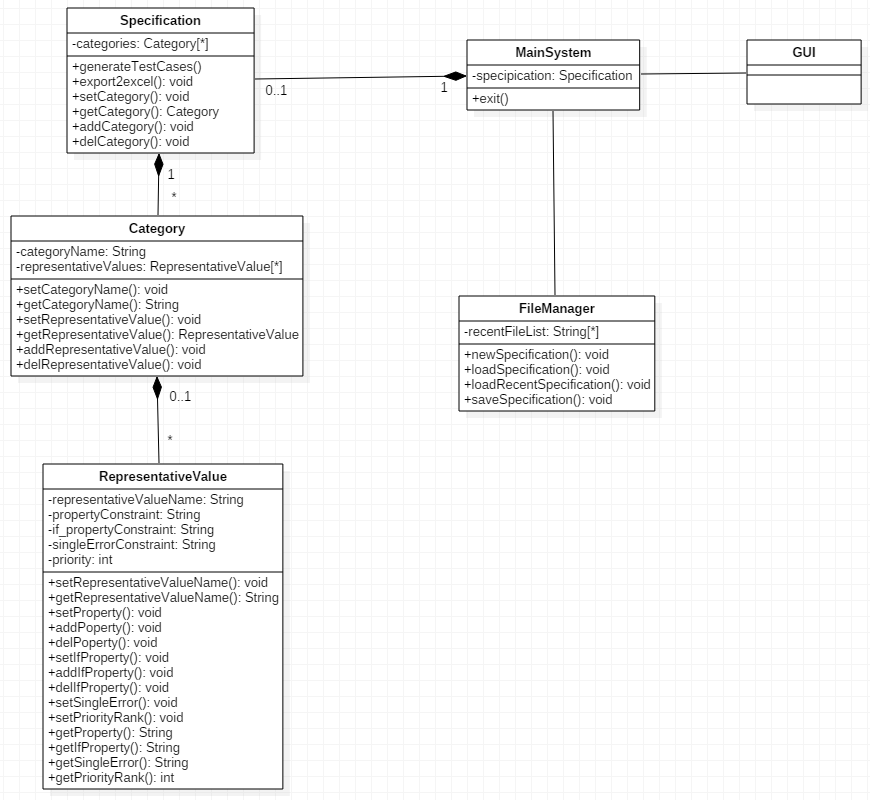 Specification
-categories: Category[*]
+generateTestCases()
+export2excel(): void
+setCategory(): void
+getCategory(): Category
+addCategory(): void
+delCategory(): void
0..1
1
MainSystem
-specipication: Specification
+exit()
GUI
1
*
Category
-categoryName: String
-representativeValues: RepresentativeValue[*]
+setCategoryName(): void
+getCategoryName(): String
+setRepresentativeValue(): void
+getRepresentativeValue(): RepresentativeValue
+addRepresentativeValue(): void
+delRepresentativeValue(): void
FileManager
-recentFileList: String[*]
+newSpecification(): void
+loadSpecification(): void
+loadRecentSpecification(): void
+saveSpecification(): void
0..1
*
RepresentativeValue
-representativeValueName: String
-propertyConstraint: String
-if_propertyConstraint: String
-singleErrorConstraint: String
-priority: int
+setRepresentativeValueName(): void
+getRepresentativeValueName(): String
+setProperty(): void
+addPoperty(): void
+delPoperty(): void
+setIfProperty(): void
+addIfProperty(): void
+delIfProperty(): void
+setSingleError(): void
+setPriorityRank(): void
+getProperty(): String
+getIfProperty(): String
+getSingleError(): String
+getPriorityRank(): int